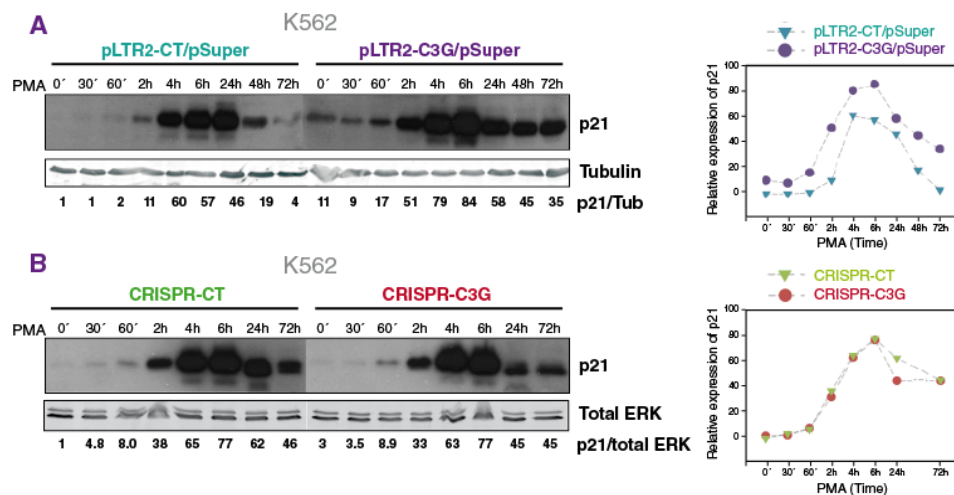 A
K562
pLTR2-CT/pSuper pLTR2-C3G/pSuper
PMA 0´ 30´ 60´ 2h 4h 6h 24h 48h 72h 0´ 30´ 60´ 2h 4h 6h 24h 48h 72h
p21
Tubulin
1 1 2 11 60 57 46 19 4 11 9 17 51 79 84 58 45 35 p21/Tub
pLTR2-CT/pSuper
pLTR2-C3G/pSuper
Relative expression of p21
100
80
60
40
20
0
0´ 30´ 60´ 2h 4h 6h 24h 48h 72h
PMA (Time)
B
K562
CRISPR-CT CRISPR-C3G
PMA 0´ 30´ 60´ 2h 4h 6h 24h 72h 0´ 30´ 60´ 2h 4h 6h 24h 72h
p21
Total ERK
1 4.8 8.0 38 65 77 62 46 3 3.5 8.9 33 63 77 45 45 p21/total ERK
CRISPR-CT
CRISPR-C3G
Relative expression of p21
100
80
60
40
20
0
0´ 30´ 60´ 2h 4h 6h 24h 72h
PMA (Time)